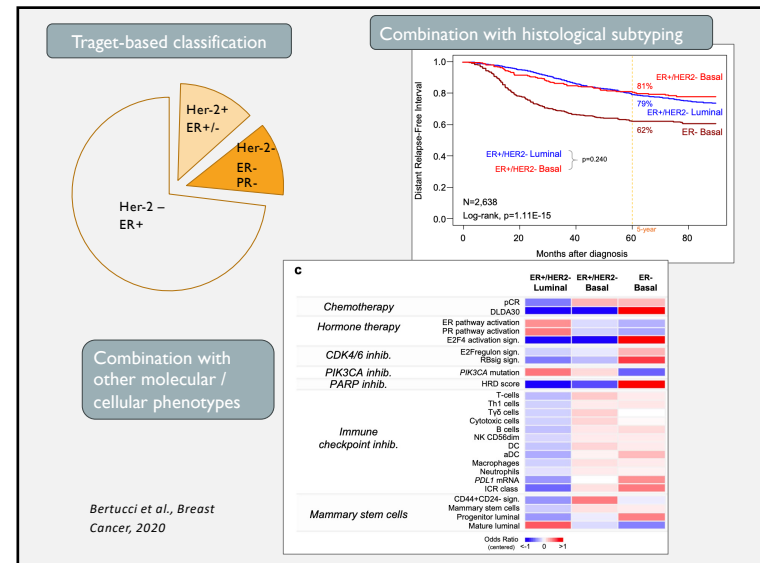 Traget-based classification
Combination with histological subtyping
Her-2+
ER+/-
Her-2-
ER-
PR-
Her-2 –
ER+
Distant Relapse-Free Interval
1.0
0.8
0.6
0.4
0.2
0.0
81%
ER+/HER2- Basal
79%
ER+/HER2- Luminal
62%
ER- Basal
ER+/HER2- Luminal
ER+/HER2- Basal
p=0.240
N=2,638
Log-rank, p=1.11E-15
5-year
0 20 40 60 80
Months after diagnosis
Combination with
other molecular /
cellular phenotypes
Bertucci et al., Breast
Cancer, 2020
C
ER+/HER2- Luminal
ER+/HER2- Basal
ER- Basal
Chemotherapy
pCR
DLDA30
Hormone therapy
ER pathway activation
PR pathway activation
E2F4 activation sign.
CDK4/6 inhib.
E2Fregulon sign.
RBsig sign.
PIK3CA inhib.
PIK3CA mutation
PARP inhib.
HRD score
Immune
checkpoint inhib.
T-cells
Th1 cells
Tγδ cells
Cytotoxic cells
B cells
NK CD56dim
DC
aDC
Macrophages
Neutrophils
PDL1 mRNA
ICR class
Mammary stem cells
CD44+CD24- sign.
Mammary stem cells
Progenitor luminal
Mature luminal
Odds Ratio
(centered) <-1 0 >1